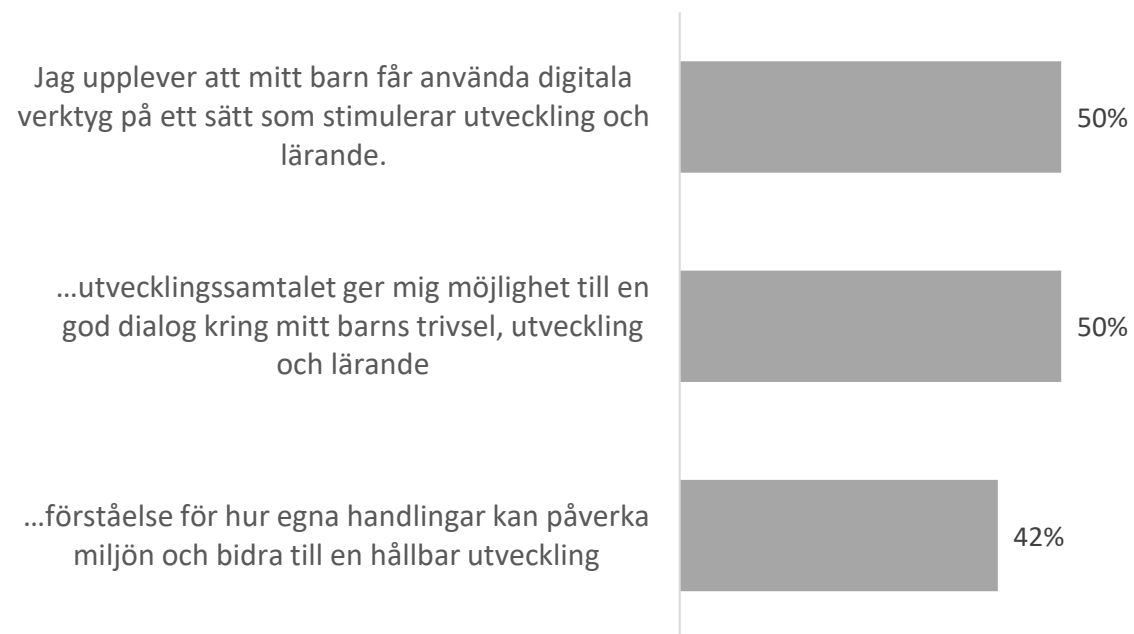 Jag upplever att mitt barn får använda digitala
verktyg på ett sätt som stimulerar utveckling och
lärande.
50%
…utvecklingssamtalet ger mig möjlighet till en
god dialog kring mitt barns trivsel, utveckling
och lärande
50%
…förståelse för hur egna handlingar kan påverka
miljön och bidra till en hållbar utveckling
42%